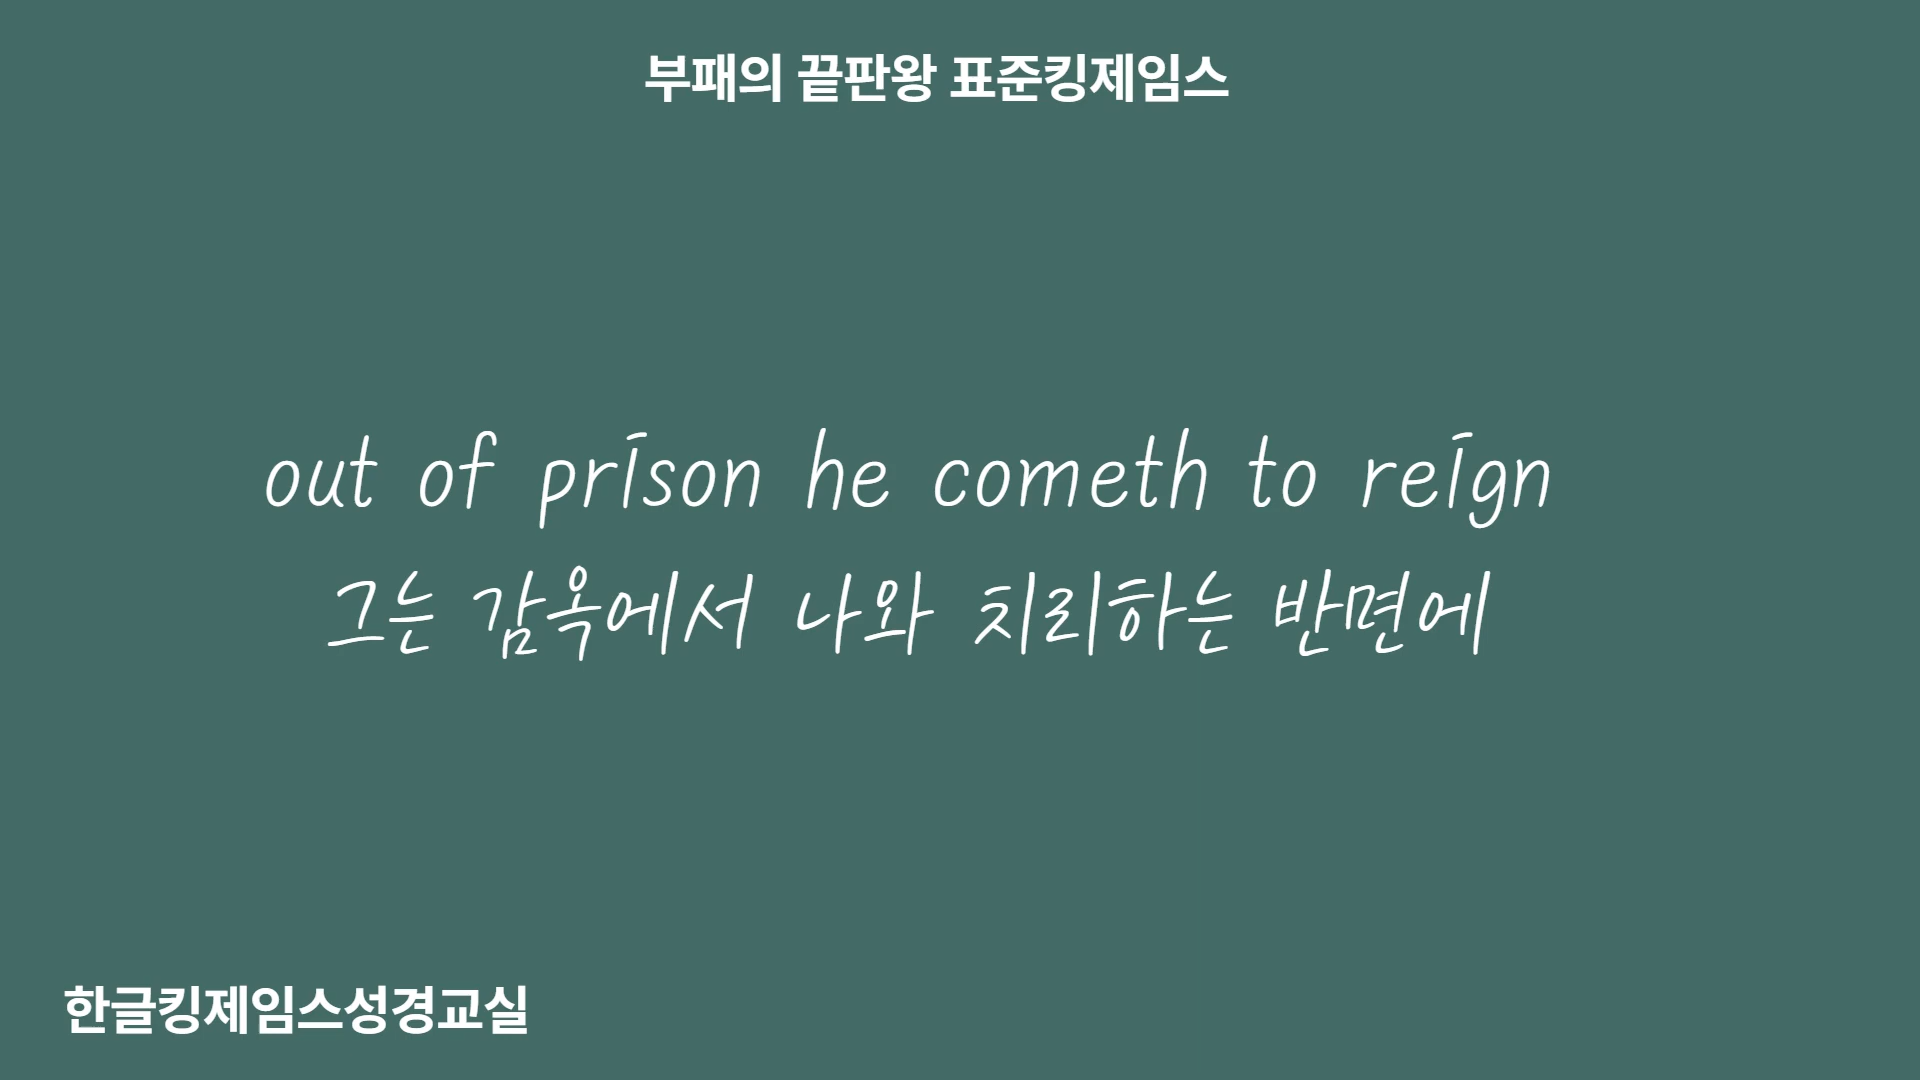 부패의 끝판왕 표준킹제임스
out of prison he cometh to reign
그는 감옥에서 나와 치리하는 반면에
한글킹제임스성경교실